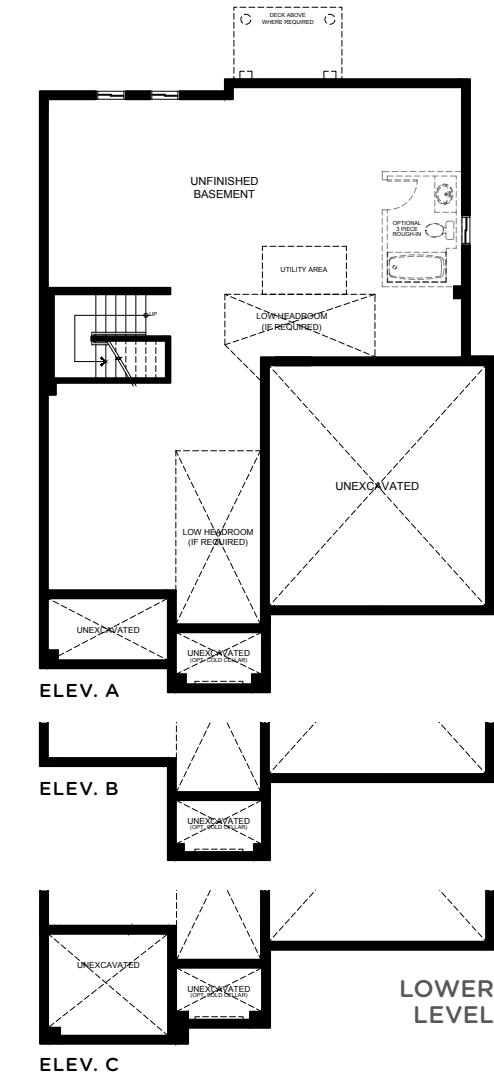 DECK ABOVE
WHERE REQUIRED
UNFINISHED
BASEMENT
OPTIONAL
3 PIECE
ROUGH-IN
UTILITY AREA
UP
LOW HEADROOM
(IF REQUIRED)
UNEXCAVATED
LOW HEADROOM
(IF REQUIRED)
UNEXCAVATED
UNEXCAVATED
(OPT. COLD CELLAR)
ELEV. A
ELEV. B
UNEXCAVATED
(OPT. COLD CELLAR)
UNEXCAVATED
UNEXCAVATED
(OPT. COLD CELLAR)
LOWER
LEVEL
ELEV. C